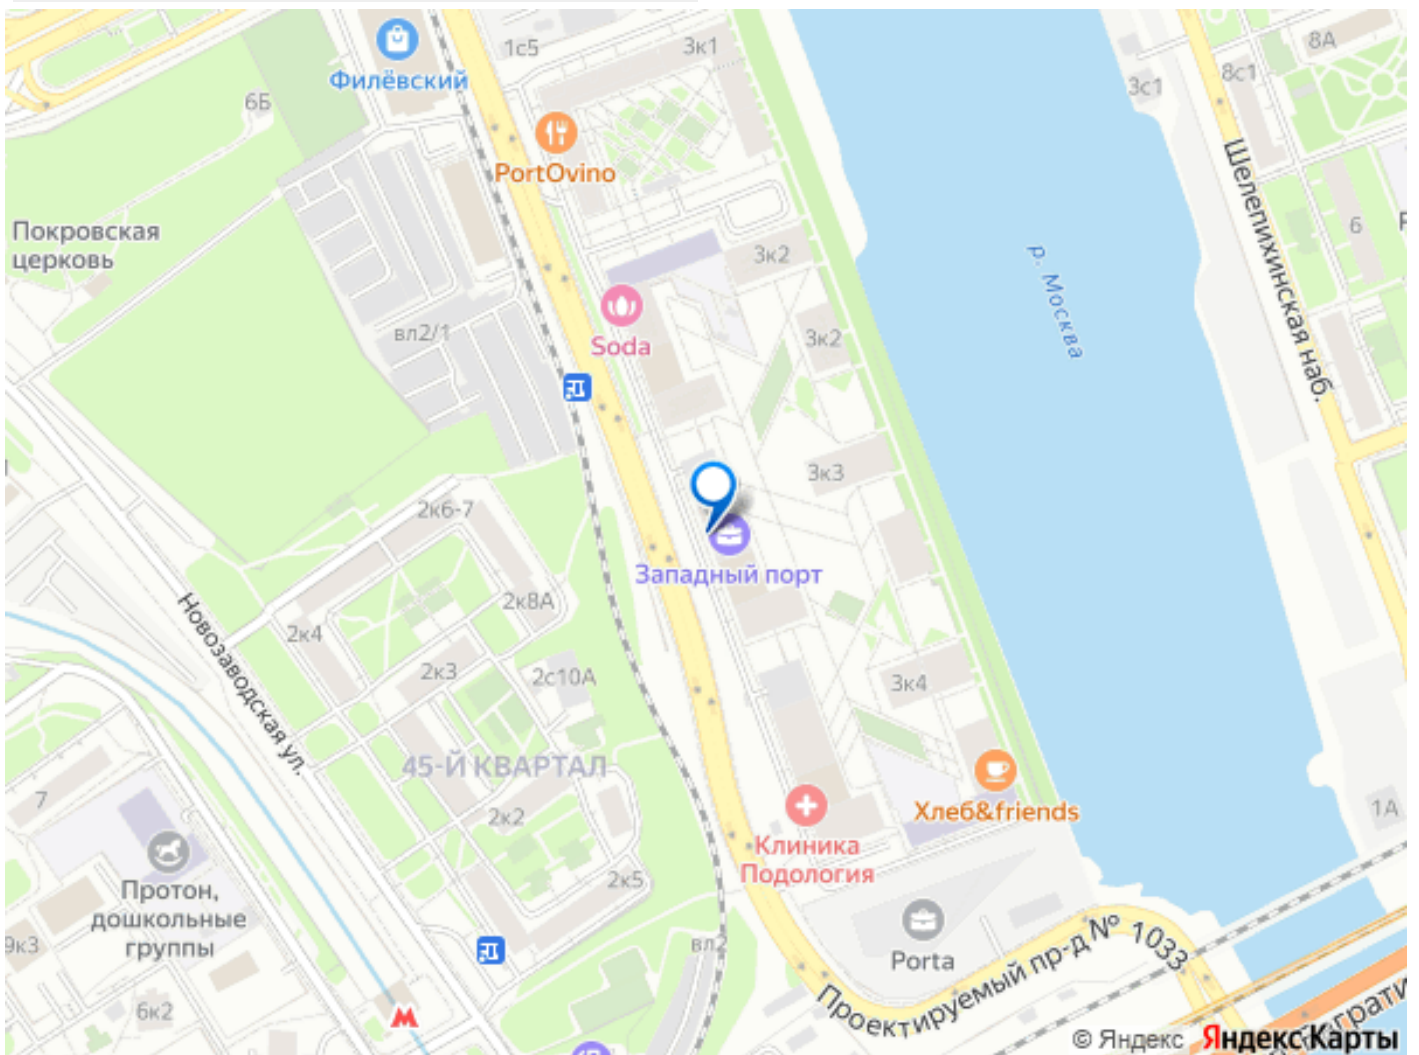 1с5
3к1
8А
8с1
3с1
Филёвский
6Б
PortOvino
Шелепихинская наб.
Покровская
церковь
6
3к2
р. Москва
вл2/1
Soda
3к2
3к3
2к6-7
Западный порт
2к8А
2к4
Новозаводская ул.
2к3
2с10А
3к4
45-Й КВАРТАЛ
7
Хлеб&friends
1А
2к2
Клиника
Подология
2к5
Протон,
дошкольные
группы
9к3
вл2
Porta
Проектируемый пр-д № 1033
6к2
© Яндекс Яндекс Карты